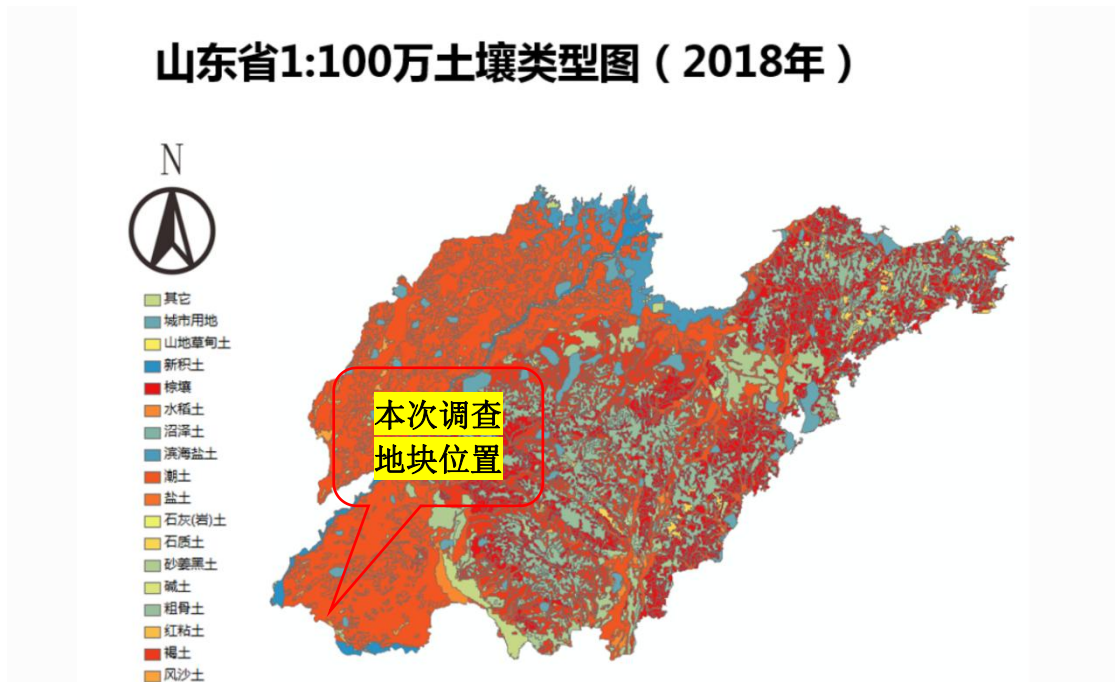 山东省1:100万土壤类型图（2018年）
N
其它
城市用地
山地草甸土
新积土
棕壤
水稻土
沼泽土
滨海盐土
潮土
盐土
石灰(岩)土
石质土
砂姜黑土
碱土
粗骨土
红粘土
褐土
风沙土
本次调查
地块位置